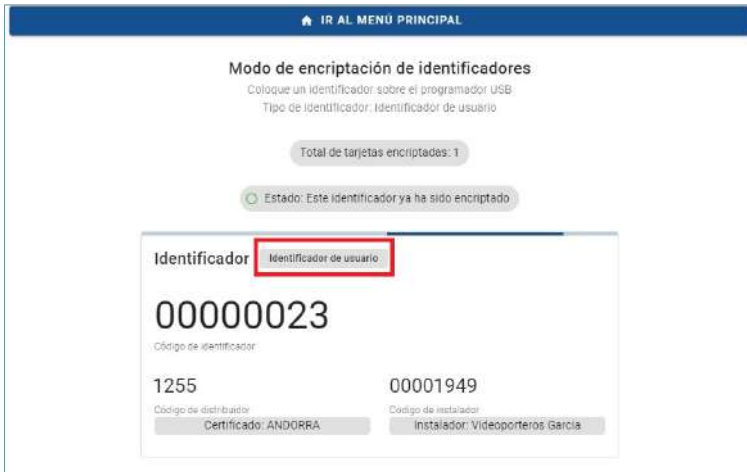 IR AL MENÚ PRINCIPAL
Modo de encriptación de identificadores
Coloque un identificador sobre el programador USB
Tipo de identificador: Identificador de usuario
Total de tarjetas encriptadas: 1
Estado: Este identificador ya ha sido encriptado
Identificador Identificador de usuario
00000023
Código de identificador
1255 00001949
Código de distribuidor Código de instalador
Certificado: ANDORRA Instalador: Videoporteros Garcia